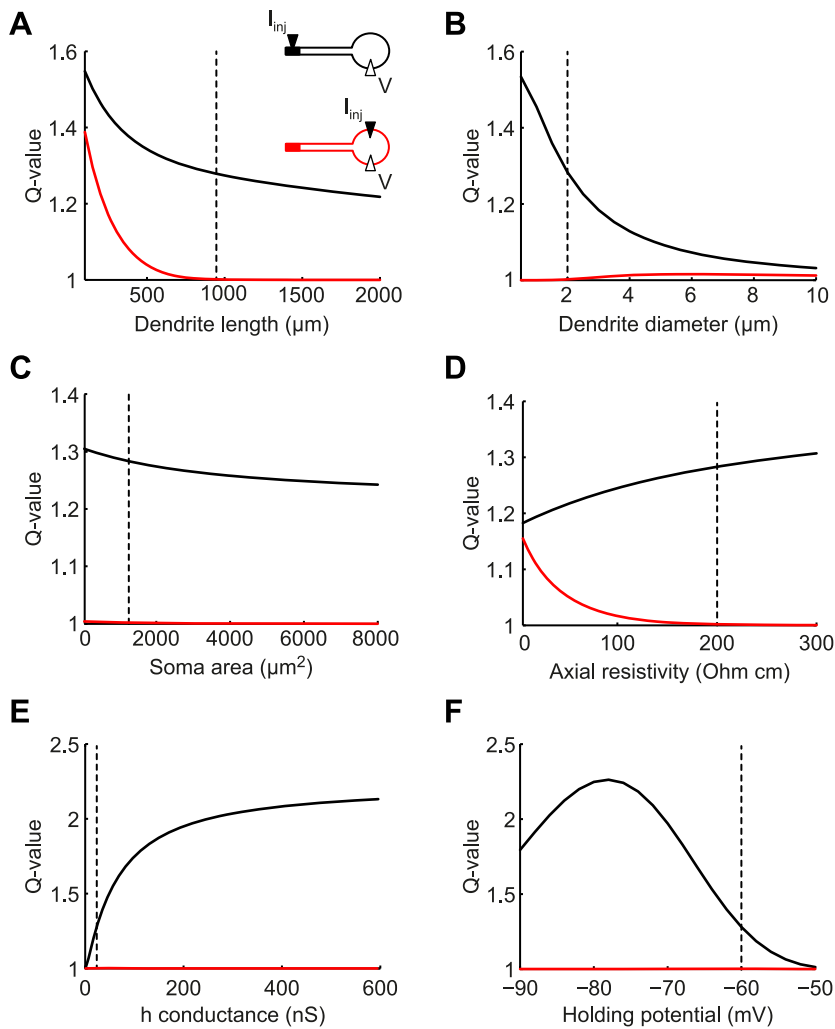 A
B
I_inj
V
I_inj
V
Q-value
1.6
1.4
1.2
1
500
1000
1500
2000
Dendrite length (µm)
Q-value
1.6
1.4
1.2
1
2
4
6
8
10
Dendrite diameter (µm)
C
D
Q-value
1.4
1.3
1.2
1.1
1
0
2000
4000
6000
8000
Soma area (µm²)
Q-value
1.4
1.3
1.2
1.1
1
0
100
200
300
Axial resistivity (Ohm cm)
E
F
Q-value
2.5
2
1.5
1
0
200
400
600
h conductance (nS)
Q-value
2.5
2
1.5
1
−90
−80
−70
−60
−50
Holding potential (mV)